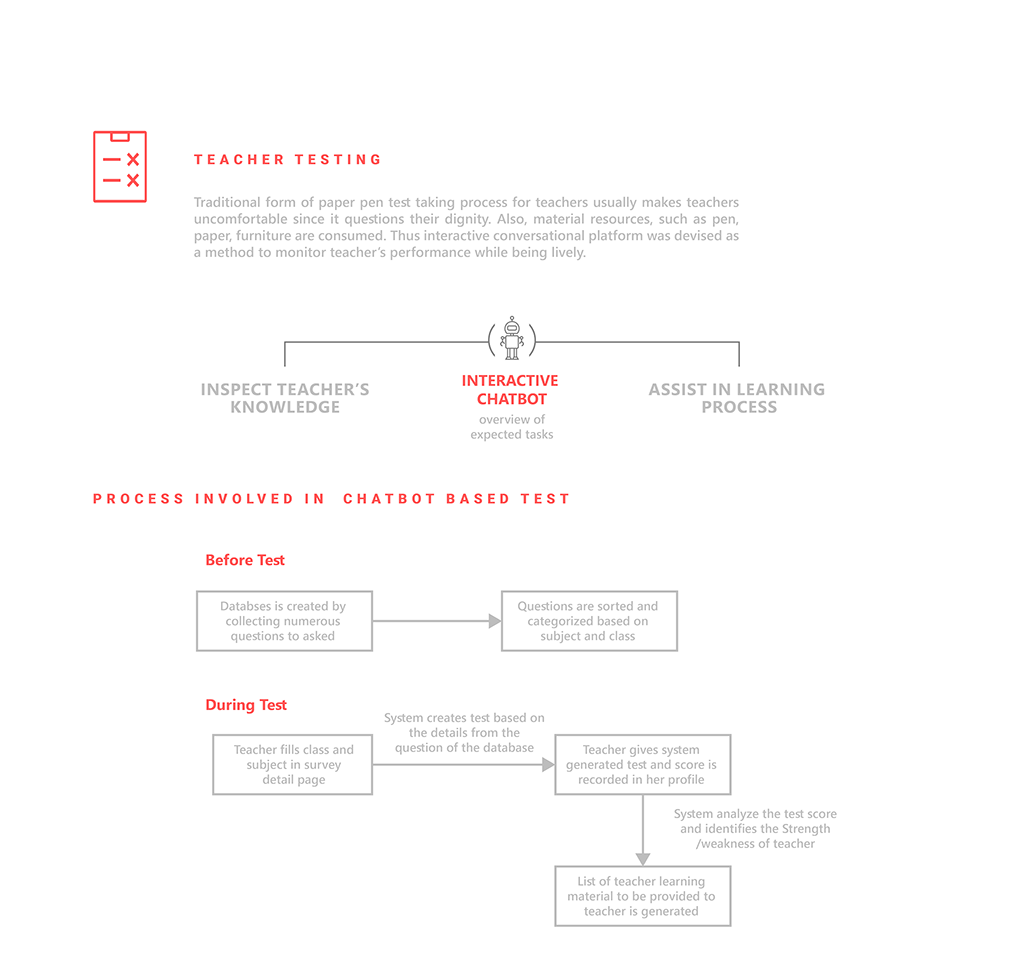 TEACHER TESTING
Traditional form of paper pen test taking process for teachers usually makes teachers
uncomfortable since it questions their dignity. Also, material resources, such as pen,
paper, furniture are consumed. Thus interactive conversational platform was devised as
a method to monitor teacher's performance while being lively.
INSPECT TEACHER'S
KNOWLEDGE
INTERACTIVE
CHATBOT
overview of
expected tasks
ASSIST IN LEARNING
PROCESS
PROCESS INVOLVED IN CHATBOT BASED TEST
Before Test
Databses is created by
collecting numerous
questions to asked
Questions are sorted and
categorized based on
subject and class
During Test
Teacher fills class and
subject in survey
detail page
System creates test based on
the details from the
question of the database
Teacher gives system
generated test and score is
recorded in her profile
System analyze the test score
and identifies the Strength
/weakness of teacher
List of teacher learning
material to be provided to
teacher is generated